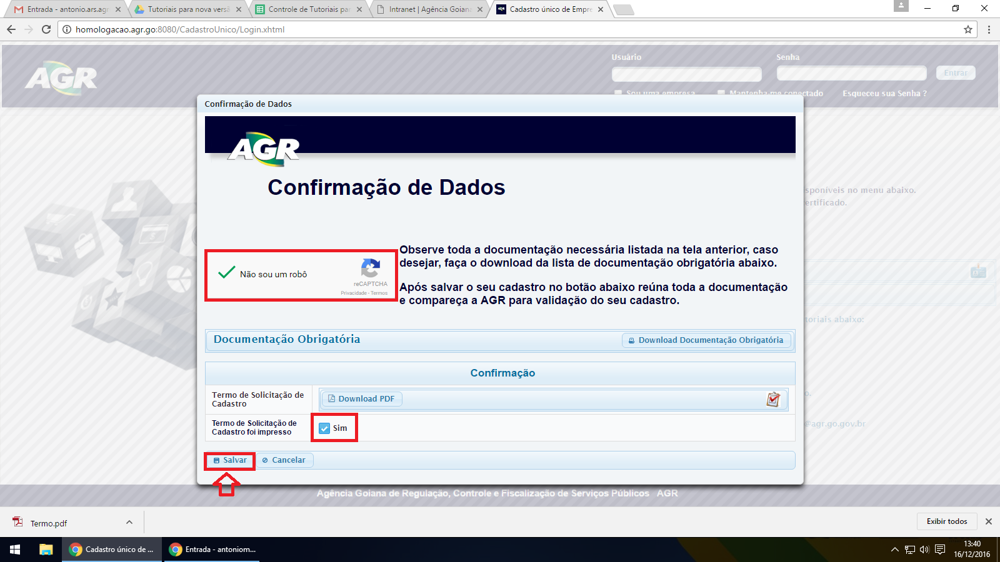 Entrada - antonio.ars.agr
Tutoriais para nova versã
Controle de Tutoriais pa
Intranet | Agência Goian
Cadastro único de Empre
homologacao.agr.go:8080/CadastroUnico/Login.xhtml
AGR
Usuário
Senha
Entrar
Sou uma empresa
Mantenha-me conectado
Esqueceu sua Senha ?
Confirmação de Dados
AGR
Confirmação de Dados
sponíveis no menu abaixo.
ertificado.
Observe toda a documentação necessária listada na tela anterior, caso
desejar, faça o download da lista de documentação obrigatória abaixo.
Não sou um robô
reCAPTCHA
Privacidade - Termos
Após salvar o seu cadastro no botão abaixo reúna toda a documentação
e compareça a AGR para validação do seu cadastro.
toriais abaixo:
Documentação Obrigatória
Download Documentação Obrigatória
Confirmação
Termo de Solicitação de
Cadastro
Download PDF
o.
Termo de Solicitação de
Cadastro foi impresso
Sim
@agr.go.gov.br
Salvar
Cancelar
Agência Goiana de Regulação, Controle e Fiscalização de Serviços Públicos AGR
Termo.pdf
Exibir todos
Cadastro único de ...
Entrada - antoniom...
13:40
16/12/2016